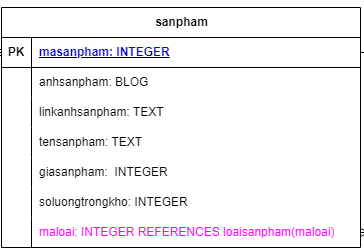 sanpham
PK masanpham: INTEGER
anhsanpham: BLOG
linkanhsanpham: TEXT
tensanpham: TEXT
giasanpham: INTEGER
soluongtrongkho: INTEGER
maloai: INTEGER REFERENCES loaisanpham(maloai)